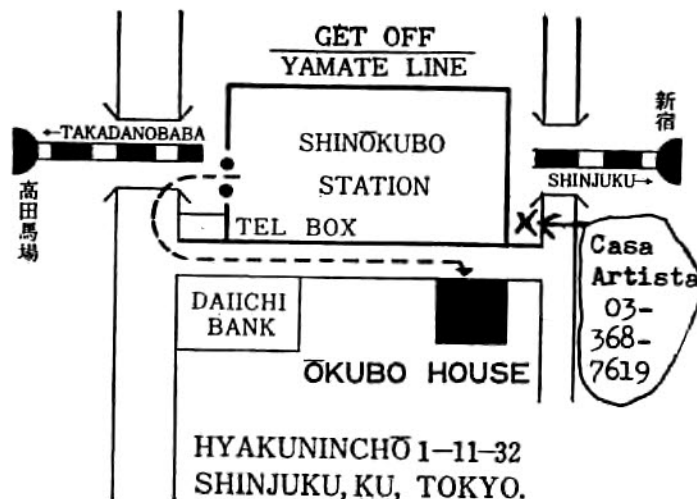 GET OFF
YAMATE LINE
←TAKADANOBABA
高田馬場
SHINŌKUBO
STATION
新宿
SHINJUKU→
TEL BOX
Casa
Artista
03-
368-
7619
DAIICHI
BANK
ŌKUBO HOUSE
HYAKUNINCHŌ 1-11-32
SHINJUKU, KU, TOKYO.